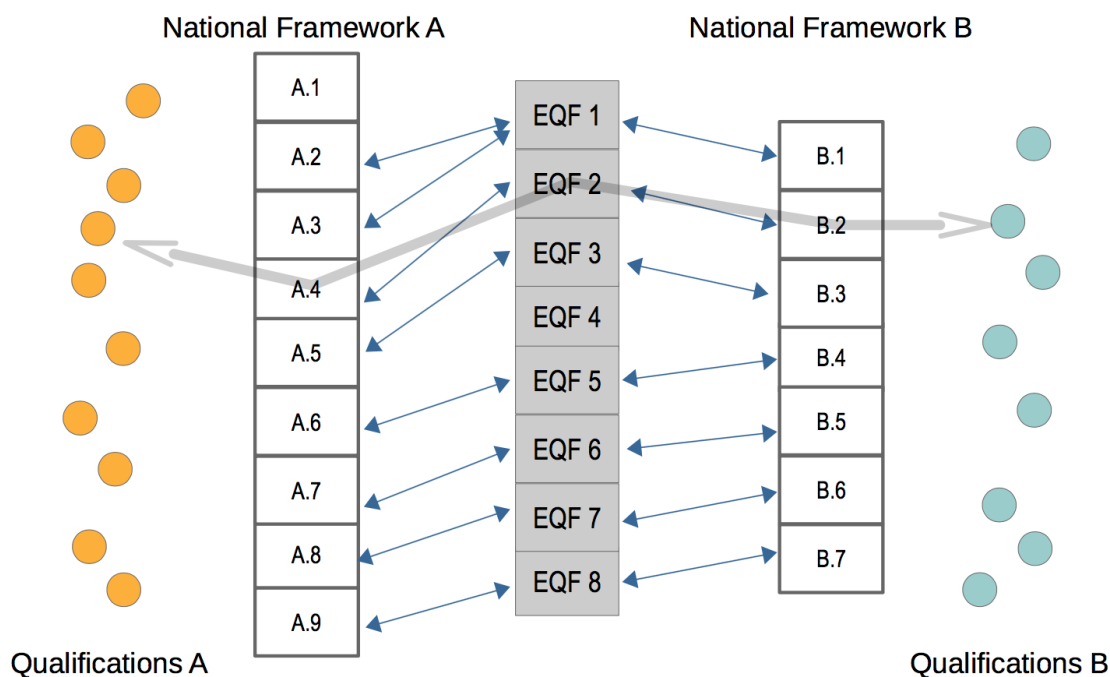 National Framework A
National Framework B
A.1
A.2
A.3
A.4
A.5
A.6
A.7
A.8
A.9
EQF 1
EQF 2
EQF 3
EQF 4
EQF 5
EQF 6
EQF 7
EQF 8
B.1
B.2
B.3
B.4
B.5
B.6
B.7
Qualifications A
Qualifications B